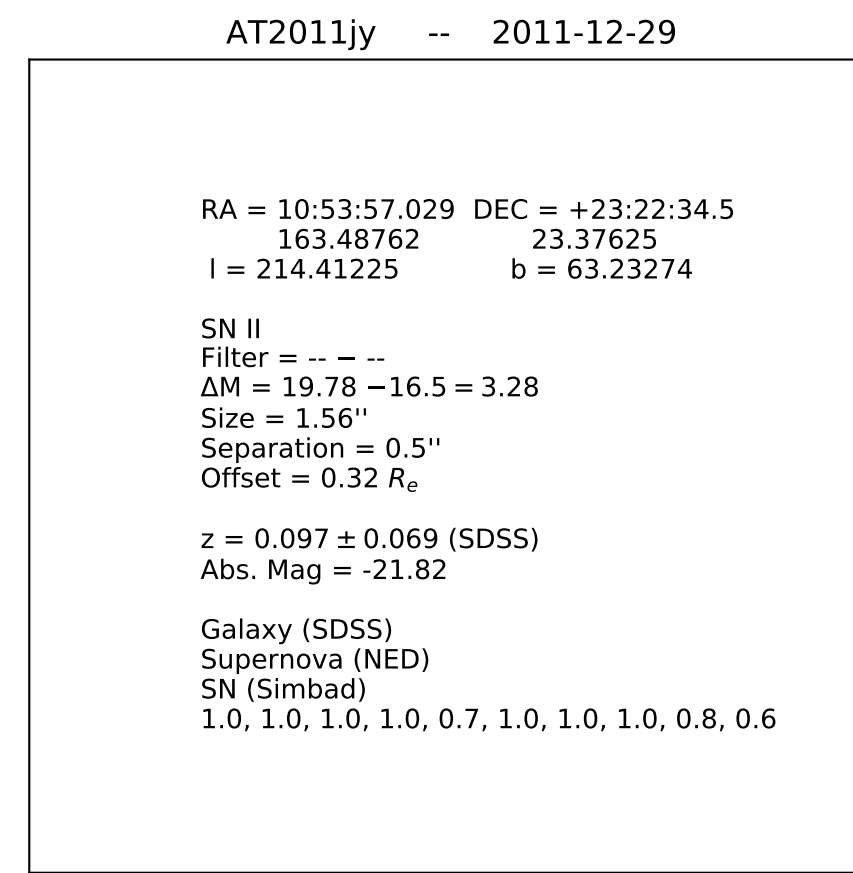 AT2011jy -- 2011-12-29
RA = 10:53:57.029 DEC = +23:22:34.5
163.48762 23.37625
l = 214.41225 b = 63.23274
SN II
Filter = -- − --
ΔM = 19.78 −16.5 = 3.28
Size = 1.56''
Separation = 0.5''
Offset = 0.32 Rₑ
z = 0.097 ± 0.069 (SDSS)
Abs. Mag = -21.82
Galaxy (SDSS)
Supernova (NED)
SN (Simbad)
1.0, 1.0, 1.0, 1.0, 0.7, 1.0, 1.0, 1.0, 0.8, 0.6